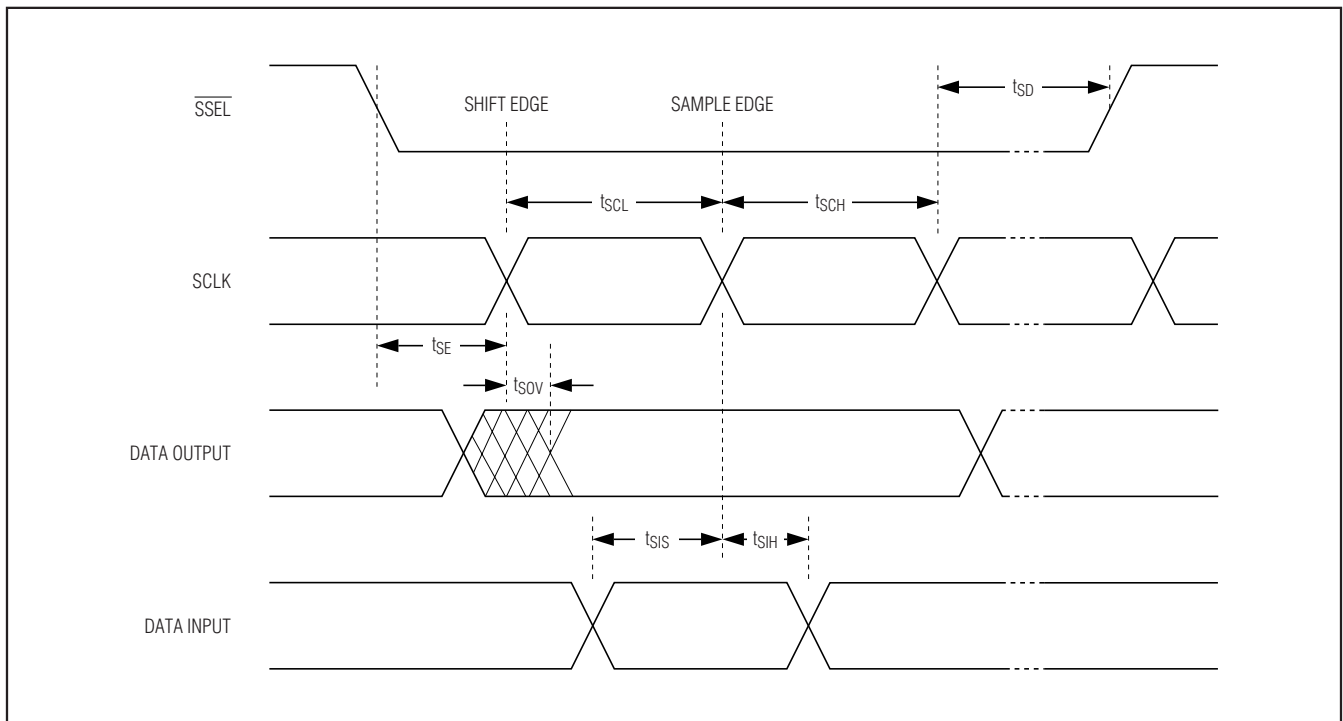 SSEL
SHIFT EDGE
SAMPLE EDGE
tSD
tSCL
tSCH
SCLK
tSE
tSOV
DATA OUTPUT
tSIS
tSIH
DATA INPUT